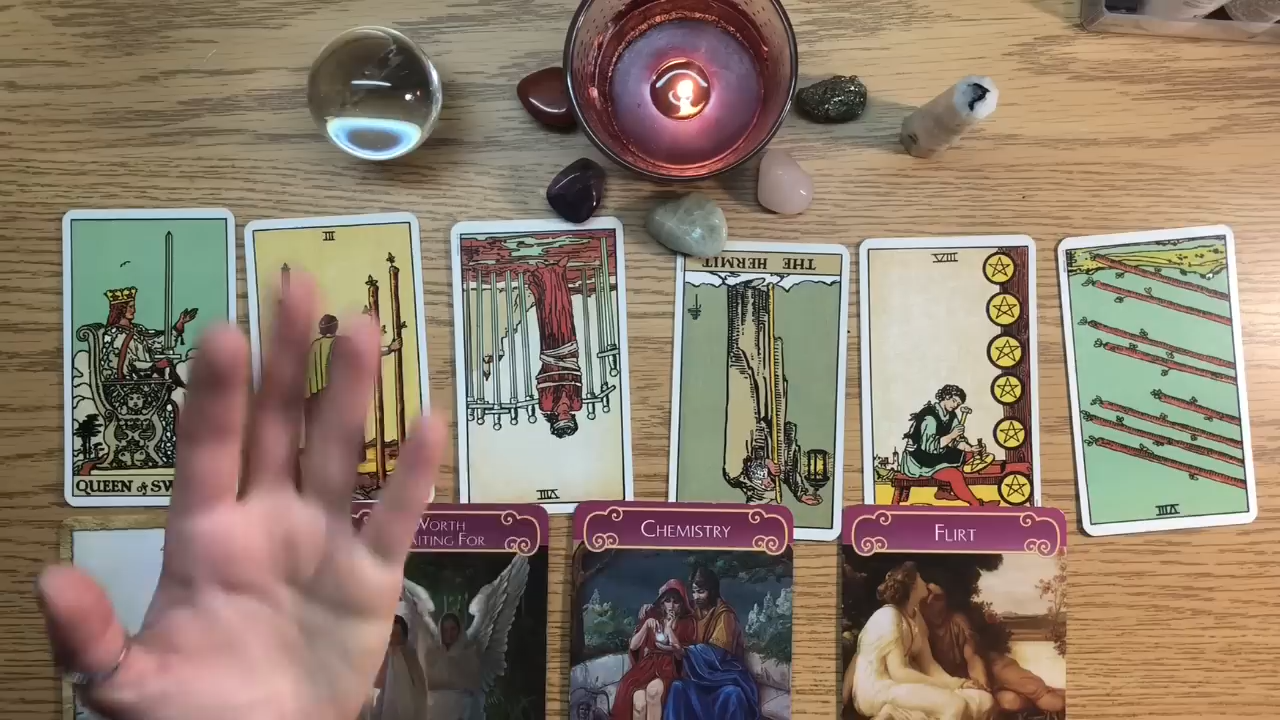 III
THE HERMIT
VIII
QUEEN of SW
VIII
VIII
WORTH
AITING FOR
CHEMISTRY
FLIRT